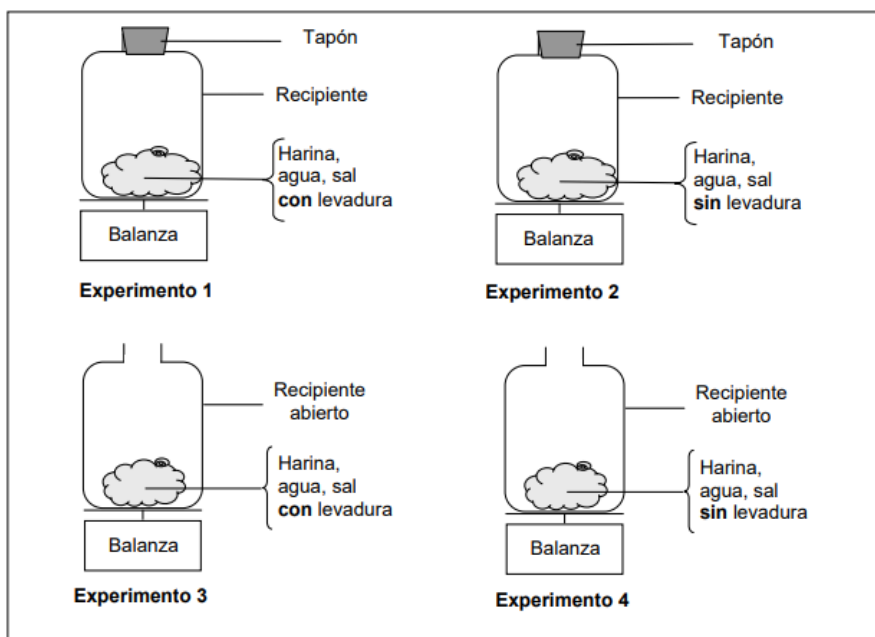 Tapón
Recipiente
Harina,
agua, sal
con levadura
Balanza
Experimento 1
Tapón
Recipiente
Harina,
agua, sal
sin levadura
Balanza
Experimento 2
Recipiente
abierto
Harina,
agua, sal
con levadura
Balanza
Experimento 3
Recipiente
abierto
Harina,
agua, sal
sin levadura
Balanza
Experimento 4